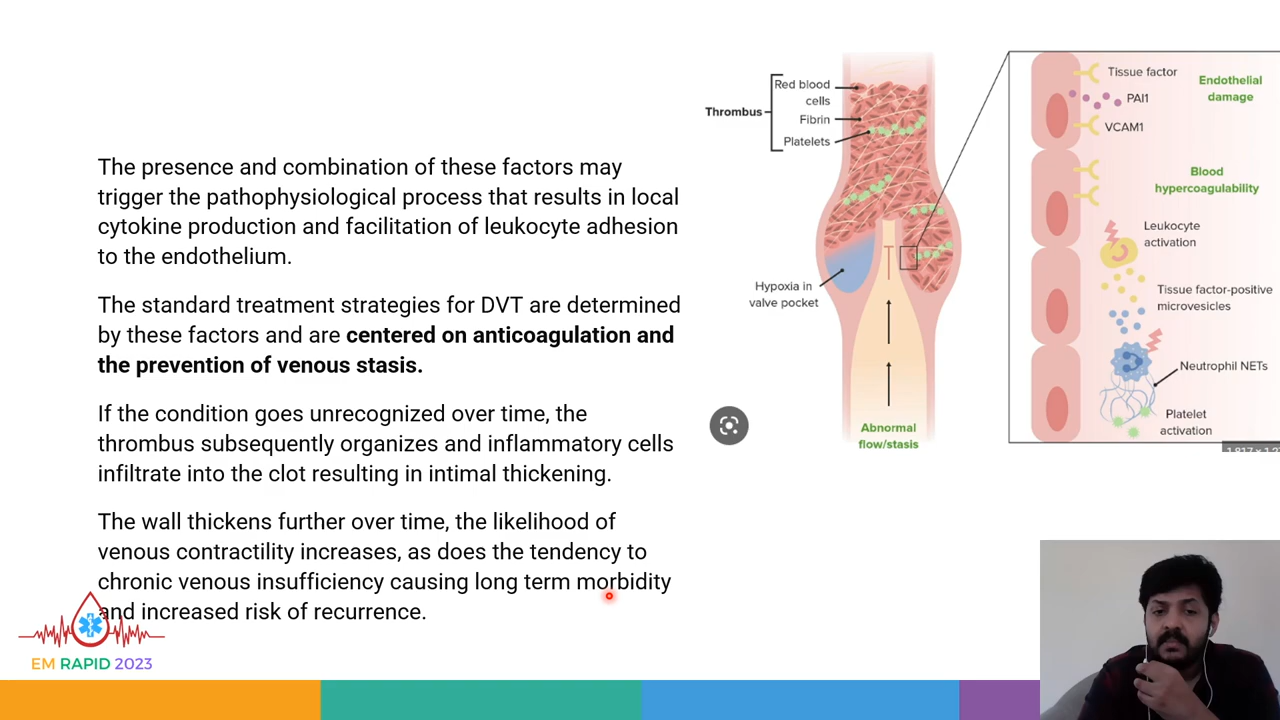 The presence and combination of these factors may
trigger the pathophysiological process that results in local
cytokine production and facilitation of leukocyte adhesion
to the endothelium.
The standard treatment strategies for DVT are determined
by these factors and are centered on anticoagulation and
the prevention of venous stasis.
If the condition goes unrecognized over time, the
thrombus subsequently organizes and inflammatory cells
infiltrate into the clot resulting in intimal thickening.
The wall thickens further over time, the likelihood of
venous contractility increases, as does the tendency to
chronic venous insufficiency causing long term morbidity
and increased risk of recurrence.
EM RAPID 2023
Thrombus
Red blood
cells
Fibrin
Platelets
Hypoxia in
valve pocket
Abnormal
flow/stasis
Tissue factor
PAI1
VCAM1
Endothelial
damage
Blood
hypercoagulability
Leukocyte
activation
Tissue factor-positive
microvesicles
Neutrophil NETs
Platelet
activation